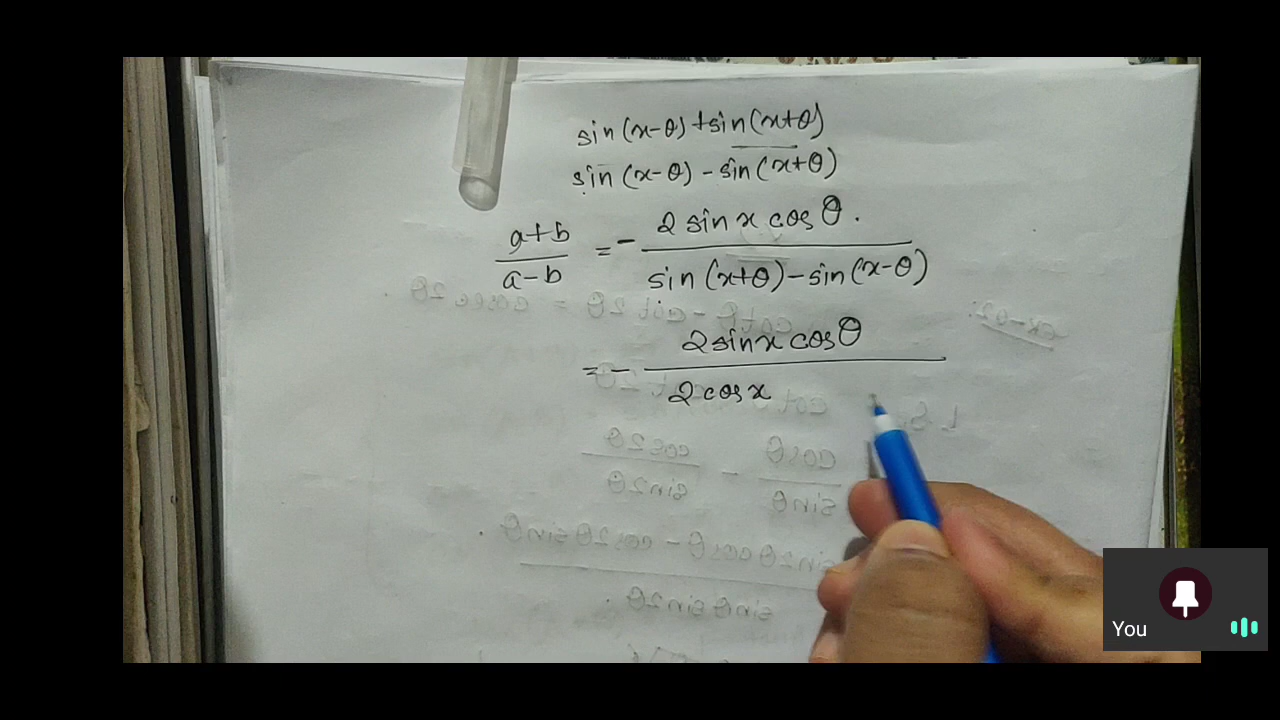 sin(x-θ)+sin(x+θ)
sin(x-θ)-sin(x+θ)
a+b/a-b = - 2 sin x cos θ. / sin(x+θ)-sin(x-θ)
= - 2 sin x cos θ / 2 cos x
You